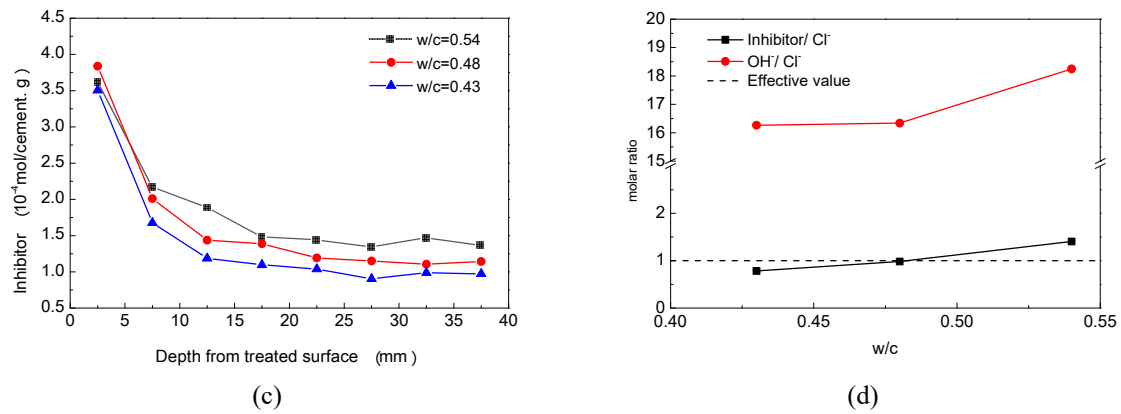 4.5
4.0
3.5
3.0
2.5
2.0
1.5
1.0
0.5
Inhibitor (10⁻⁴mol/cement. g)
w/c=0.54
w/c=0.48
w/c=0.43
0 5 10 15 20 25 30 35 40
Depth from treated surface (mm)
(c)
20
19
18
17
16
15
2
1
0
molar ratio
Inhibitor/ Cl⁻
OH⁻/ Cl⁻
Effective value
0.40 0.45 0.50 0.55
w/c
(d)